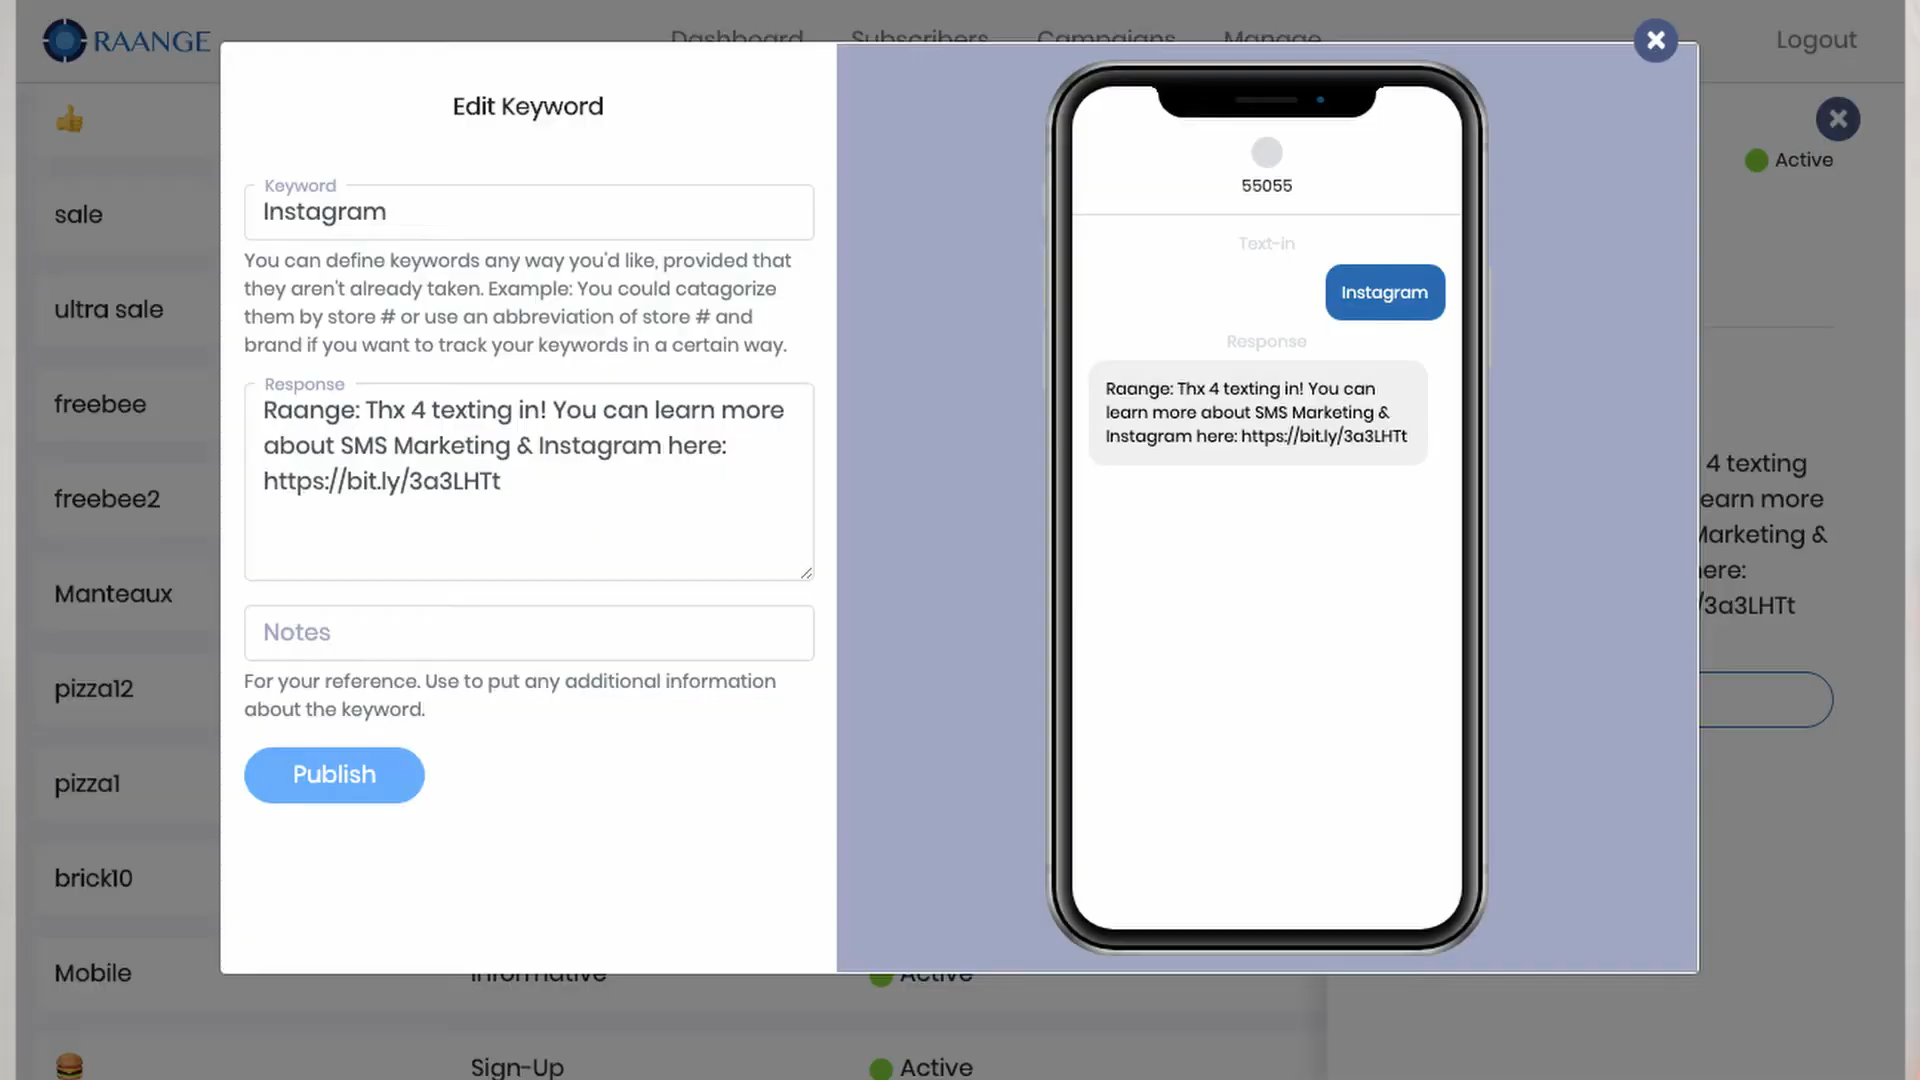 RAANGE
Dashboard
Subscribers
Campaigns
Manage
Logout
Edit Keyword
Keyword
Instagram
You can define keywords any way you'd like, provided that
they aren't already taken. Example: You could catagorize
them by store # or use an abbreviation of store # and
brand if you want to track your keywords in a certain way.
Response
Raange: Thx 4 texting in! You can learn more
about SMS Marketing & Instagram here:
https://bit.ly/3a3LHTt
Notes
For your reference. Use to put any additional information
about the keyword.
Publish
55055
Text-in
Instagram
Response
Raange: Thx 4 texting in! You can
learn more about SMS Marketing &
Instagram here: https://bit.ly/3a3LHTt
Active
4 texting
earn more
Marketing &
here:
/3a3LHTt
sale
ultra sale
freebee
freebee2
Manteaux
pizza12
pizza1
brick10
Mobile
Informative
Active
Sign-Up
Active